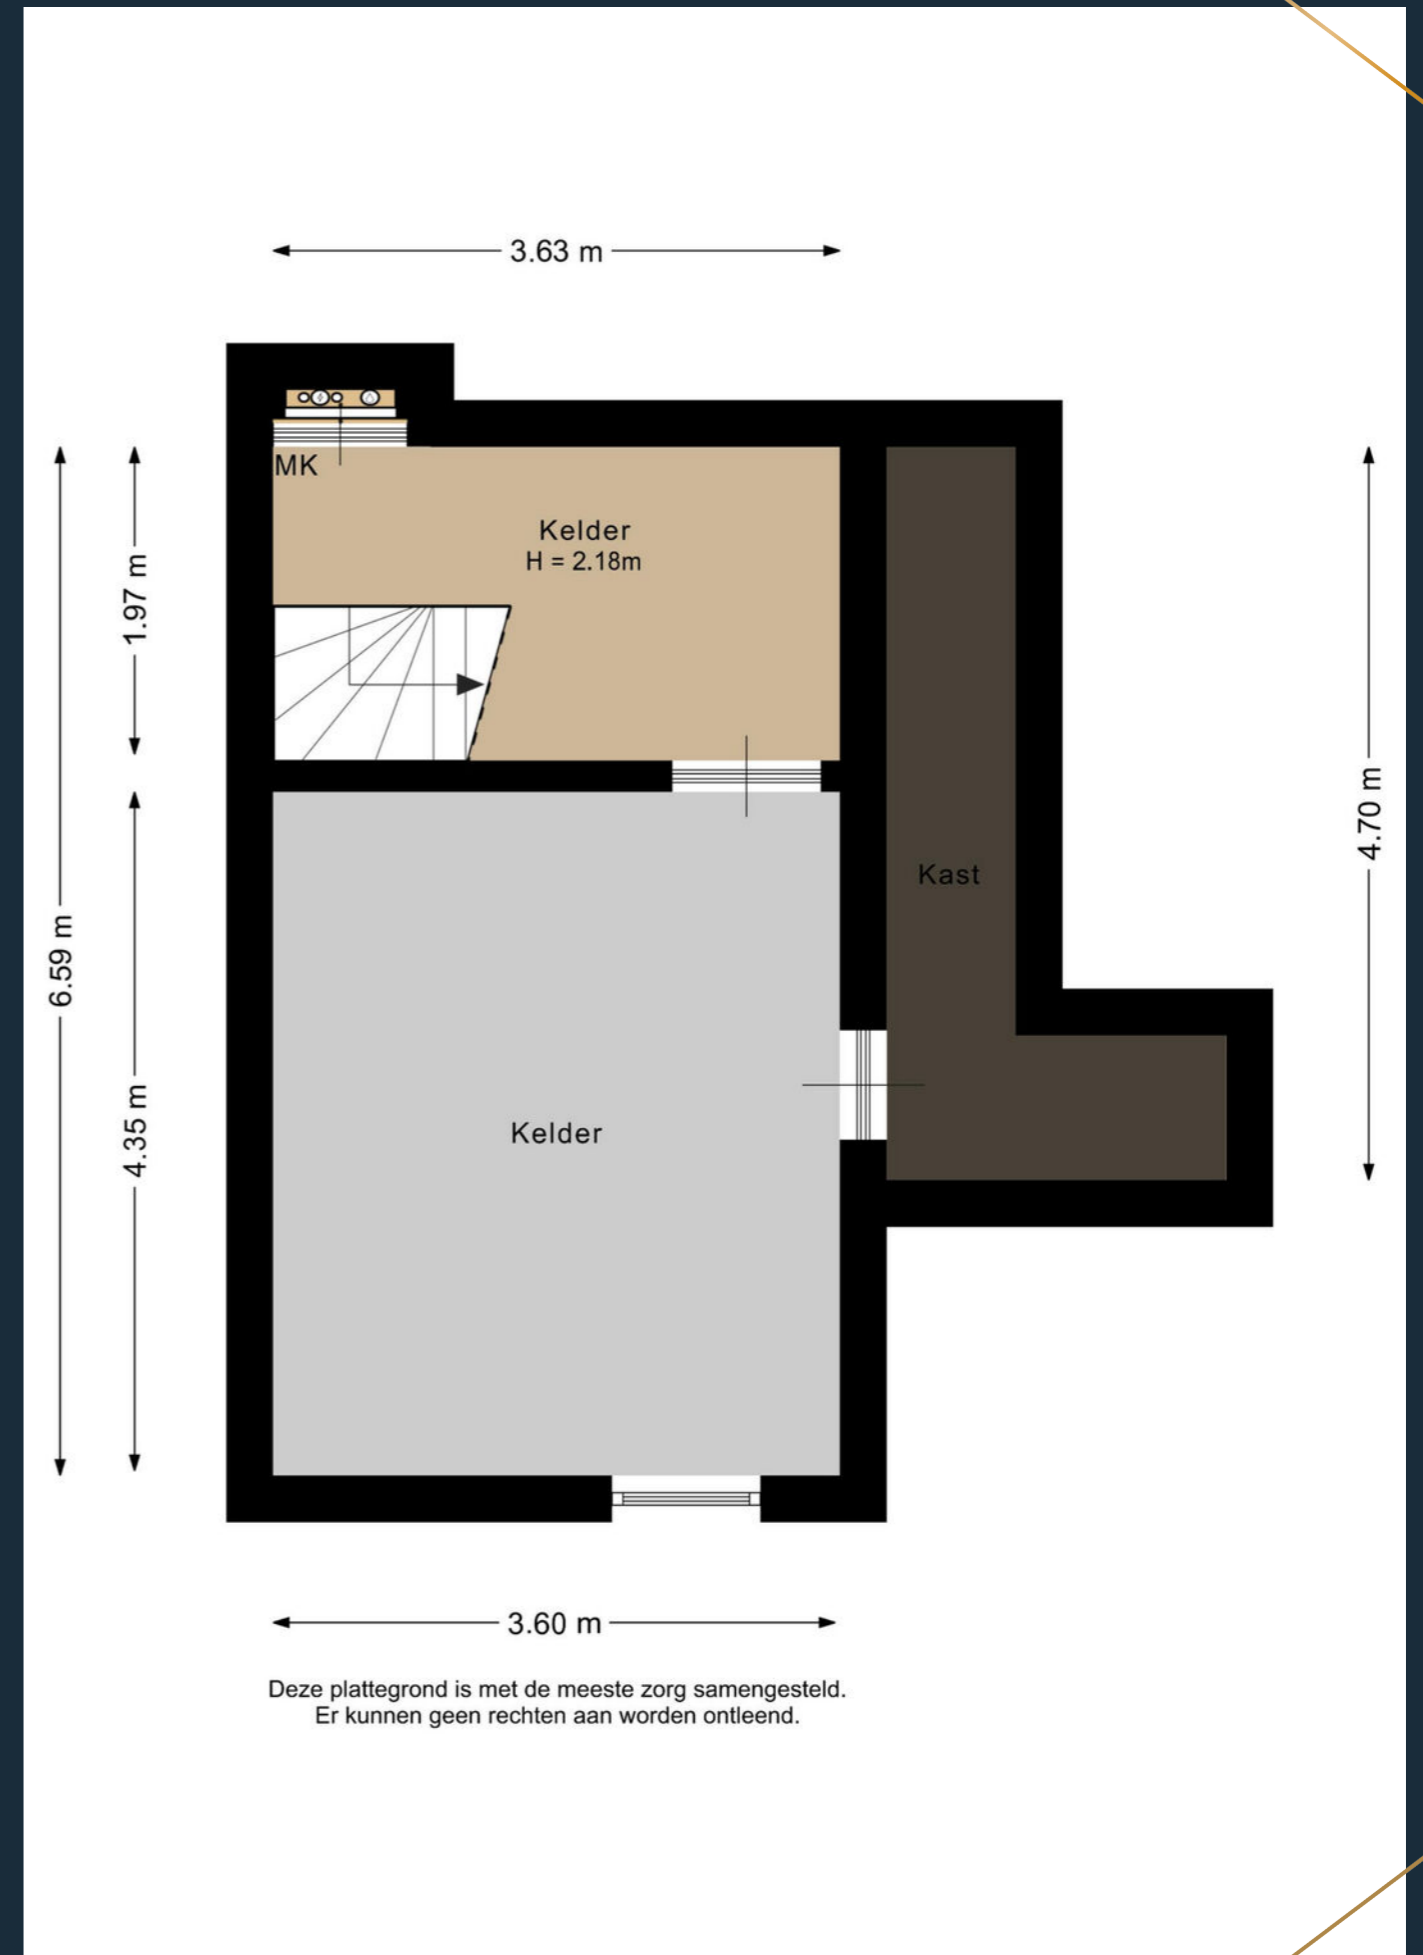 3.63 m
MK
Kelder
H = 2.18m
1.97 m
4.70 m
Kast
6.59 m
4.35 m
Kelder
3.60 m
Deze plattegrond is met de meeste zorg samengesteld.
Er kunnen geen rechten aan worden ontleend.